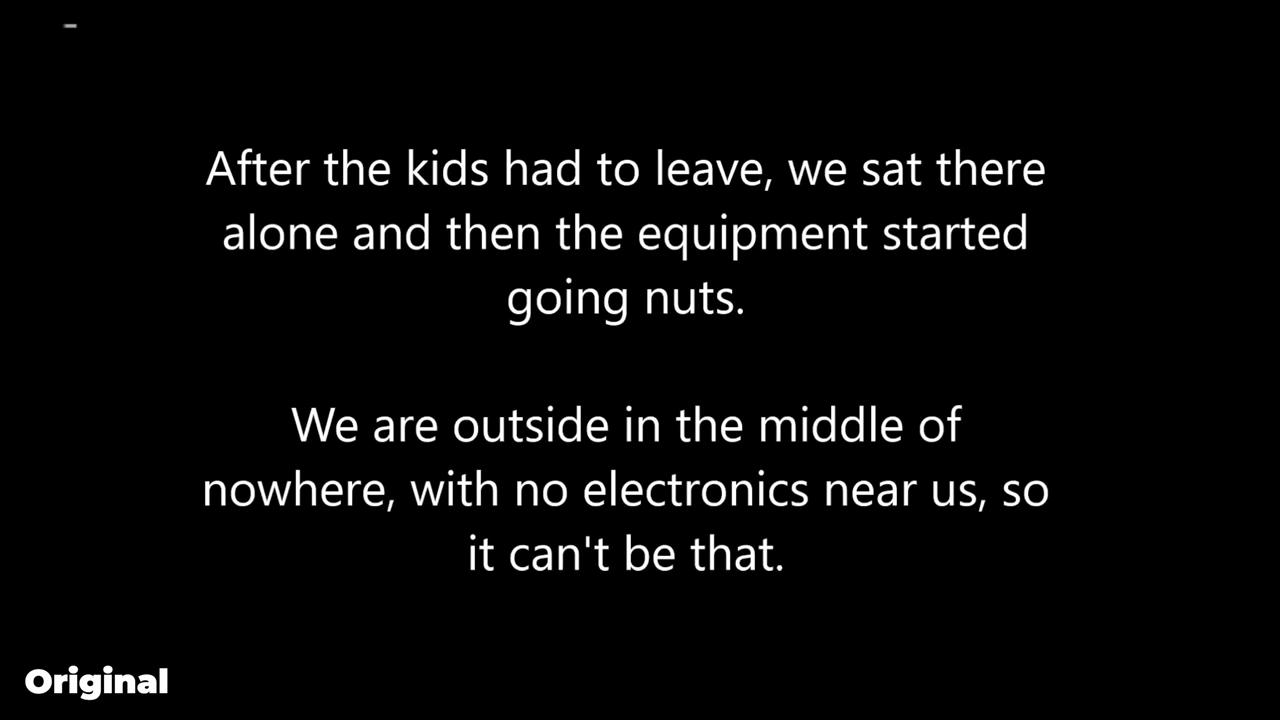 After the kids had to leave, we sat there
alone and then the equipment started
going nuts.
We are outside in the middle of
nowhere, with no electronics near us, so
it can't be that.
Original